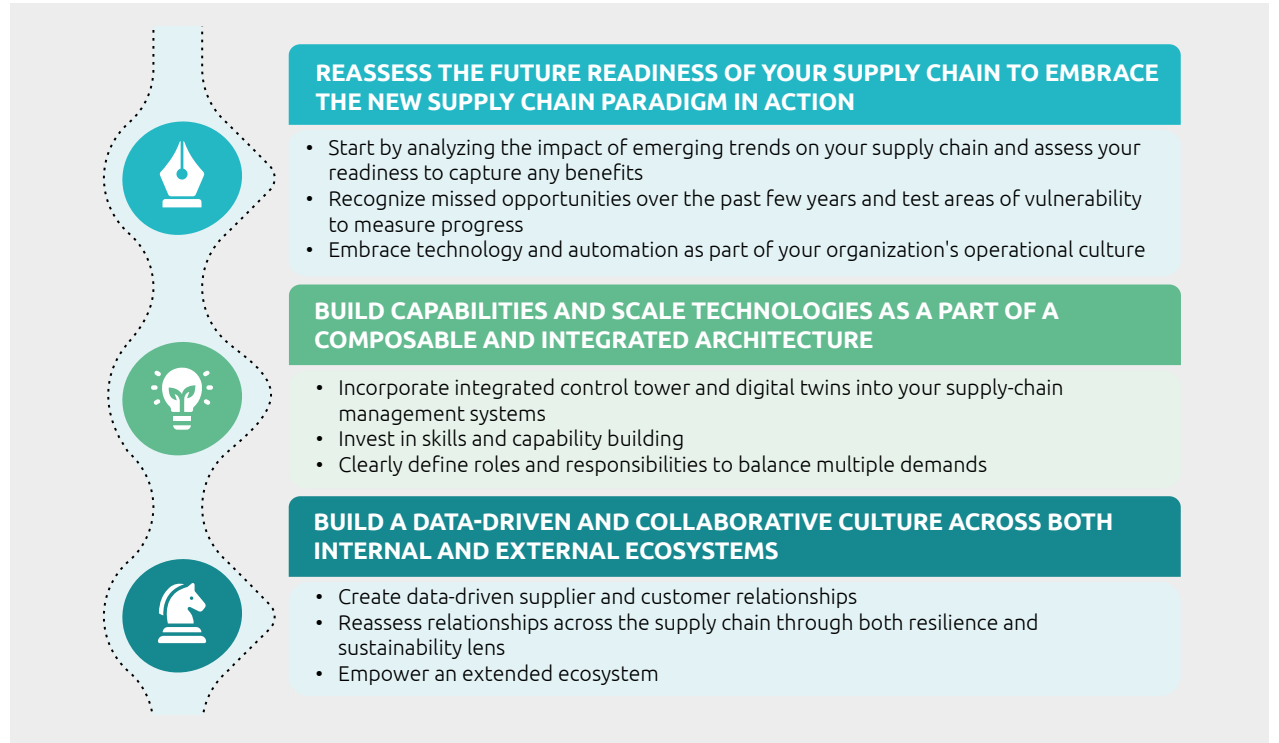 REASSESS THE FUTURE READINESS OF YOUR SUPPLY CHAIN TO EMBRACE
THE NEW SUPPLY CHAIN PARADIGM IN ACTION
• Start by analyzing the impact of emerging trends on your supply chain and assess your
readiness to capture any benefits
• Recognize missed opportunities over the past few years and test areas of vulnerability
to measure progress
• Embrace technology and automation as part of your organization's operational culture
BUILD CAPABILITIES AND SCALE TECHNOLOGIES AS A PART OF A
COMPOSABLE AND INTEGRATED ARCHITECTURE
• Incorporate integrated control tower and digital twins into your supply-chain
management systems
• Invest in skills and capability building
• Clearly define roles and responsibilities to balance multiple demands
BUILD A DATA-DRIVEN AND COLLABORATIVE CULTURE ACROSS BOTH
INTERNAL AND EXTERNAL ECOSYSTEMS
• Create data-driven supplier and customer relationships
• Reassess relationships across the supply chain through both resilience and
sustainability lens
• Empower an extended ecosystem